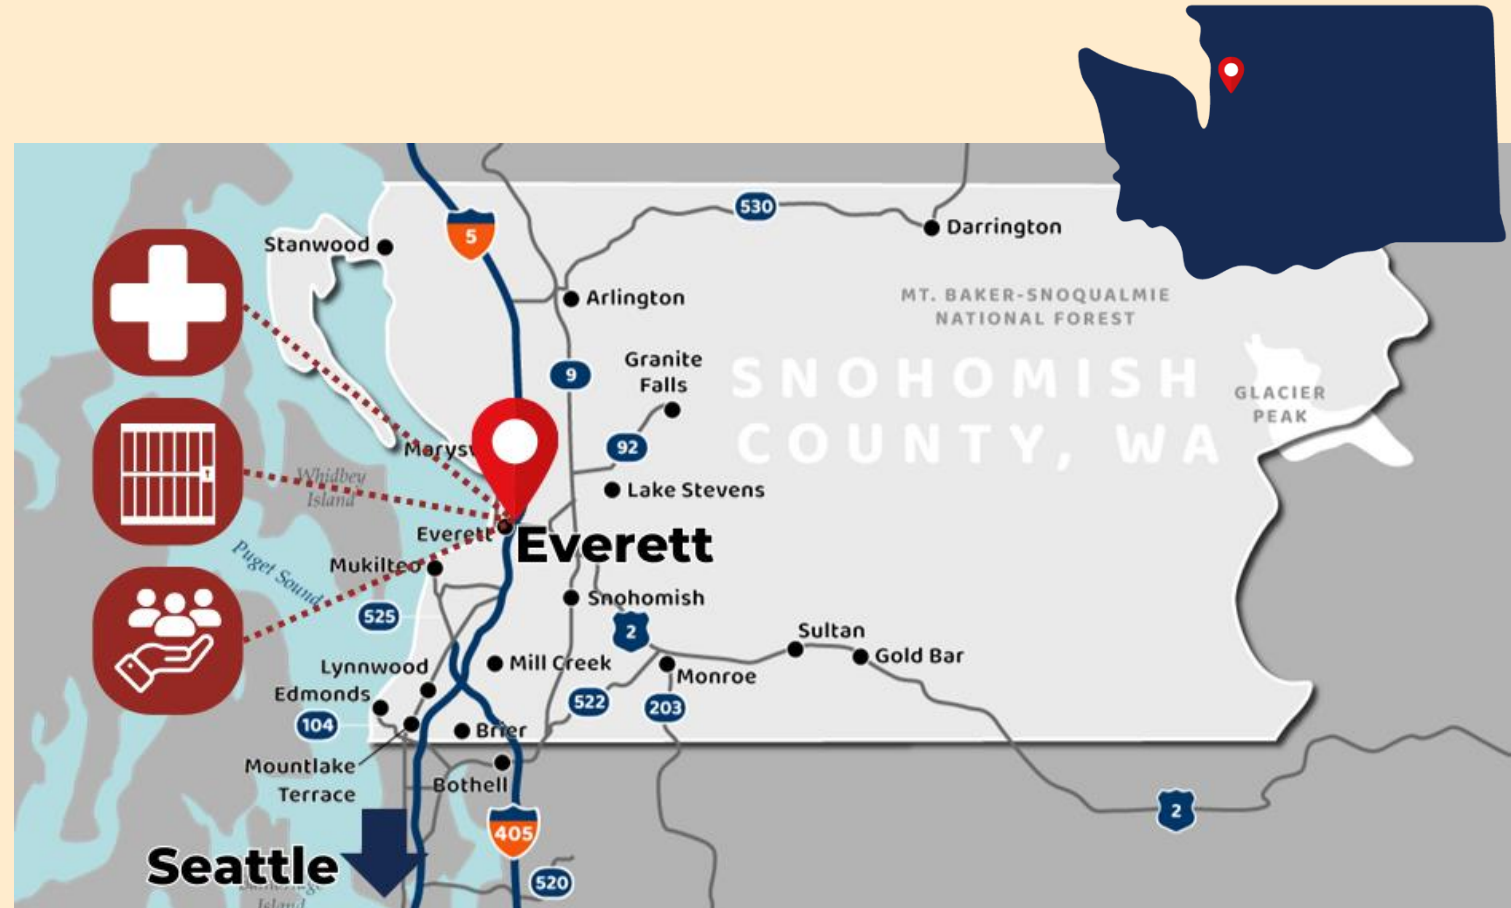 530
Darrington
Stanwood
5
Arlington
MT. BAKER-SNOQUALMIE
NATIONAL FOREST
Granite
Falls
9
SNOHOMISH
COUNTY, WA
GLACIER
PEAK
92
Marysv
Whidbey
Island
Lake Stevens
Everett
Everett
Puget Sound
Mukilteo
525
Snohomish
2
Sultan
Gold Bar
Lynnwood
Mill Creek
Monroe
Edmonds
522
203
104
Brier
Mountlake
Terrace
Bothell
2
405
Seattle
520
Island